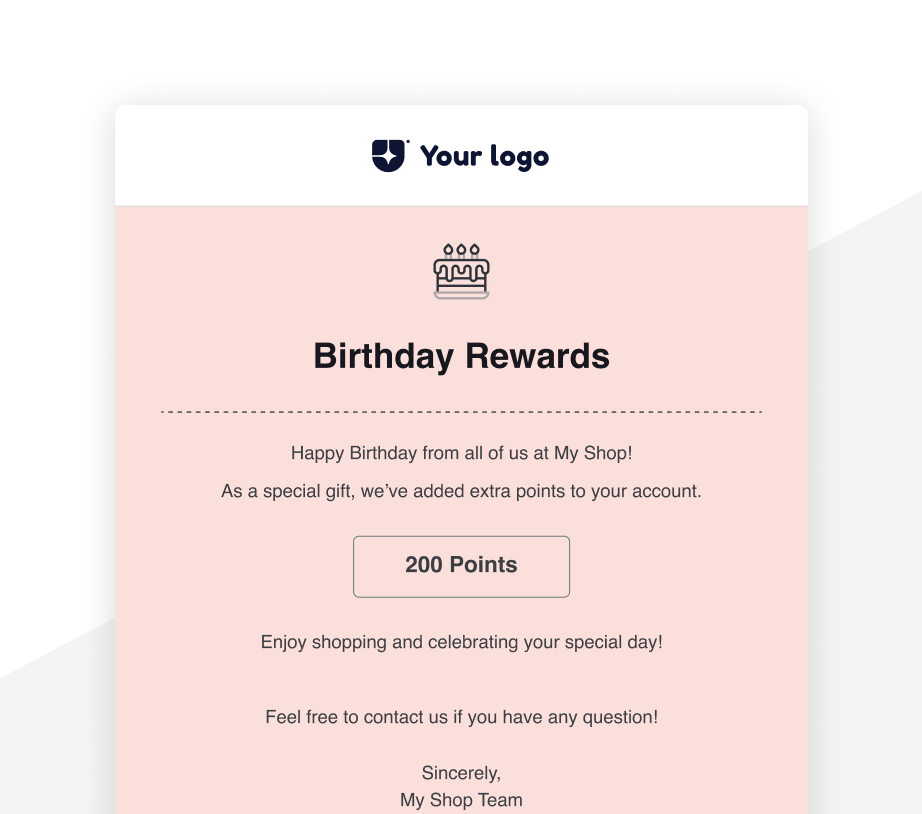 Your logo
Birthday Rewards
Happy Birthday from all of us at My Shop!
As a special gift, we’ve added extra points to your account.
200 Points
Enjoy shopping and celebrating your special day!
Feel free to contact us if you have any question!
Sincerely,
My Shop Team